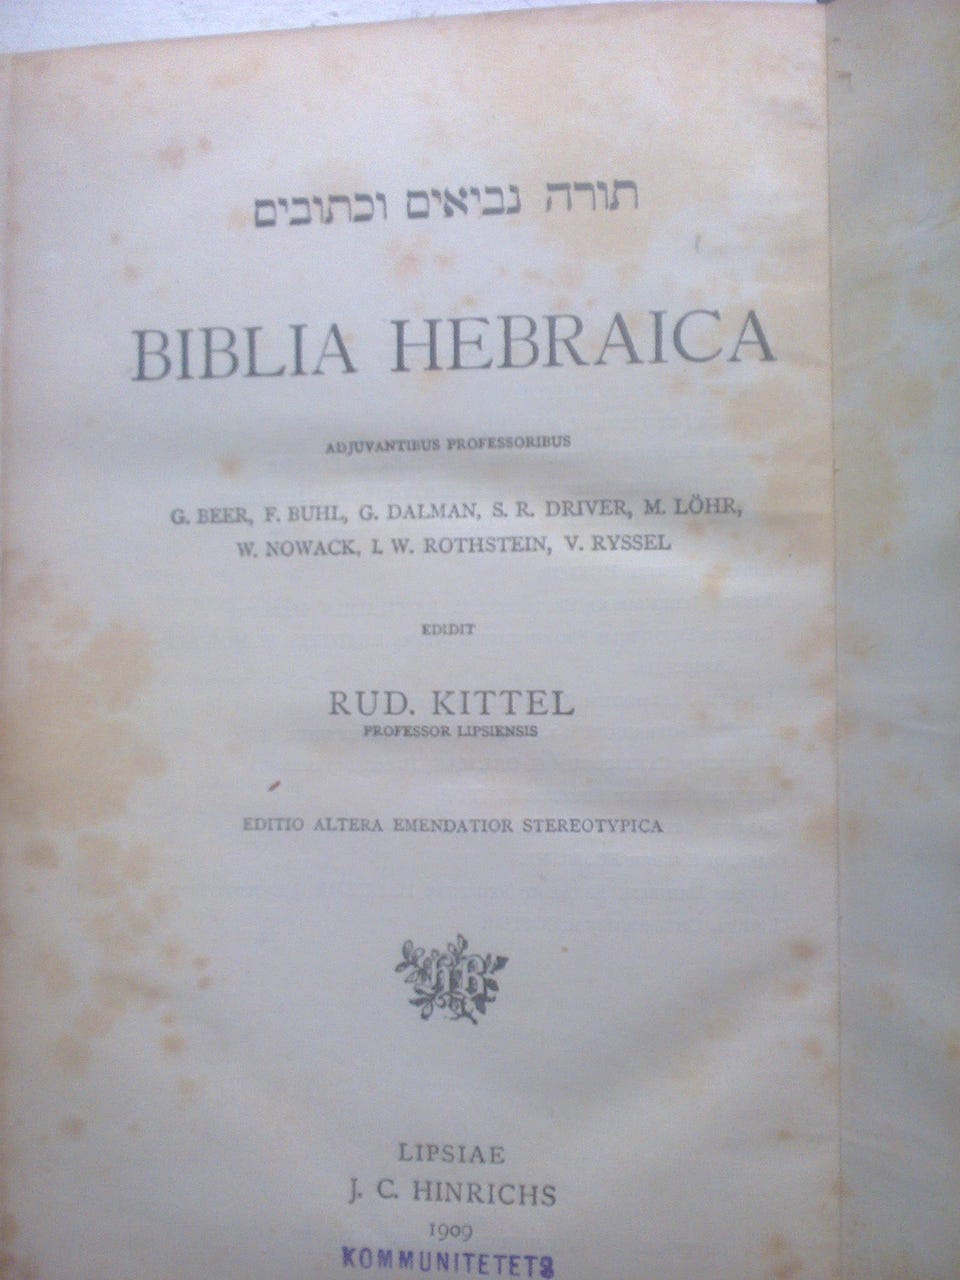 תורה נביאים וכתובים
BIBLIA HEBRAICA
ADJUVANTIBUS PROFESSORIBUS
G. BEER, F. BUHL, G. DALMAN, S. R. DRIVER, M. LÖHR,
W. NOWACK, I. W. ROTHSTEIN, V. RYSSEL
EDIDIT
RUD. KITTEL
PROFESSOR LIPSIENSIS
EDITIO ALTERA EMENDATIOR STEREOTYPICA
LIPSIAE
J. C. HINRICHS
1909
KOMMUNITETETS